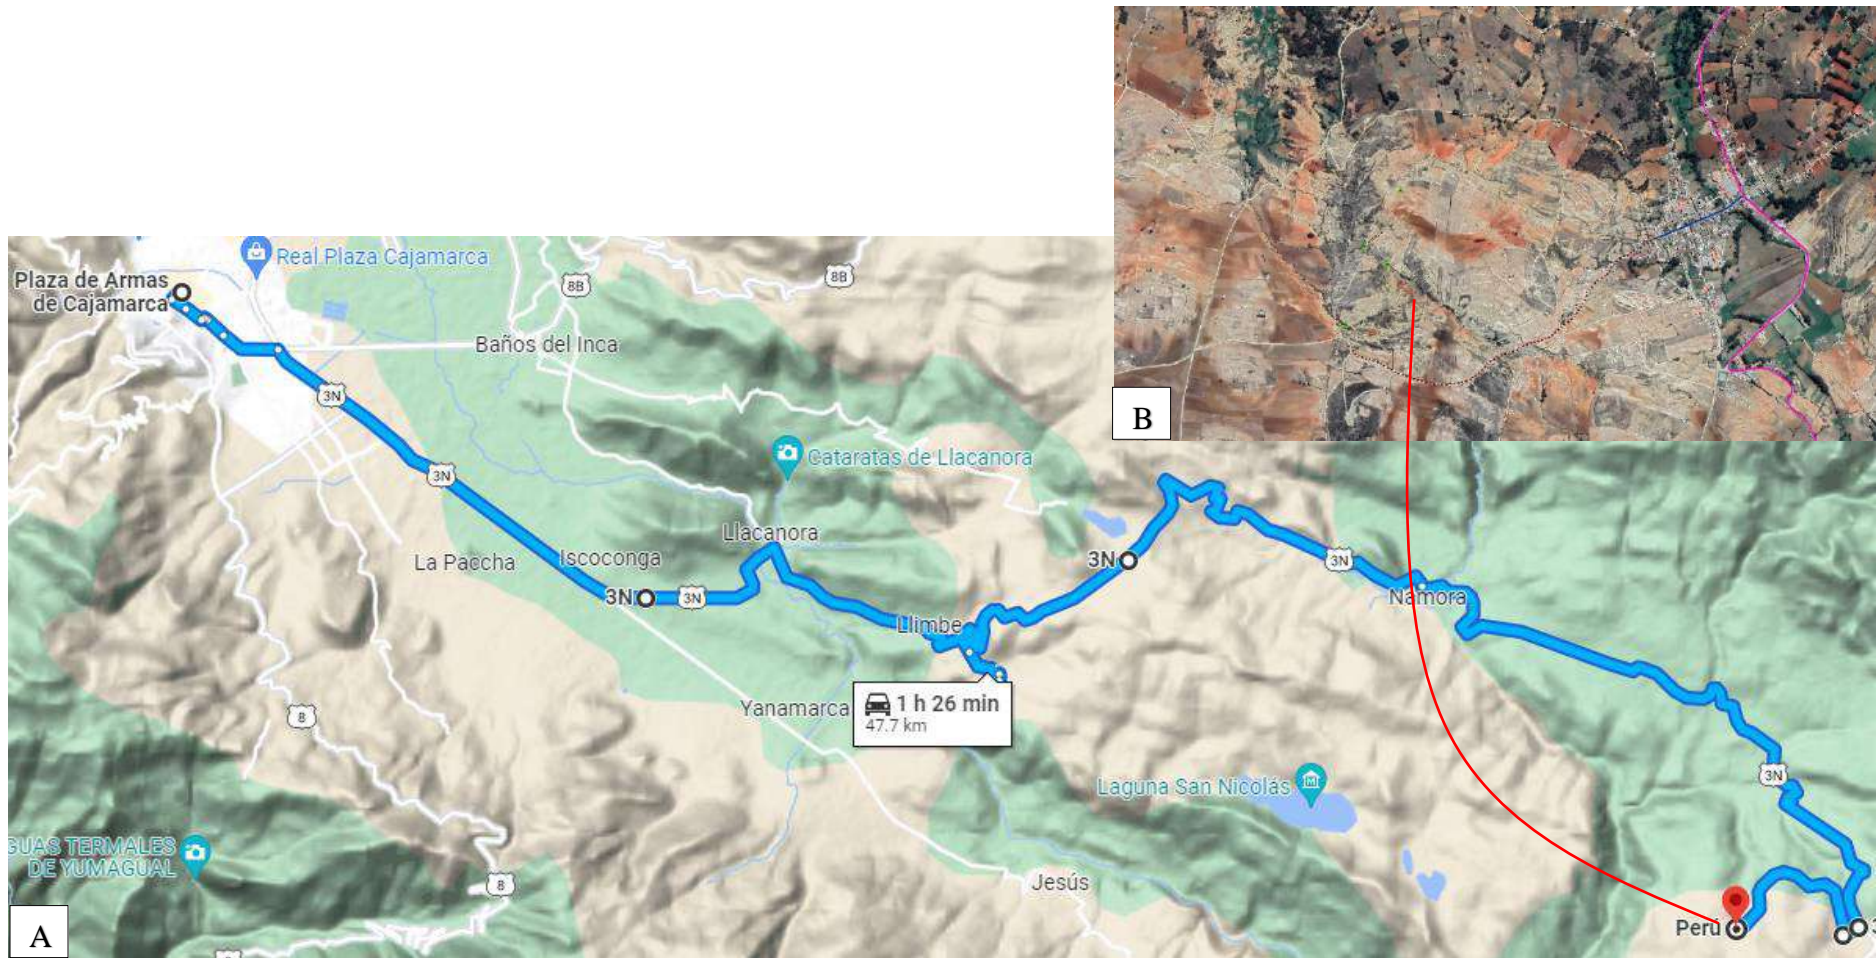 B
Real Plaza Cajamarca
Plaza de Armas
de Cajamarca
8B
8B
Baños del Inca
3N
3N
Cataratas de Llacanora
Llacanora
La Paccha
Iscoconga
3N
3N
3N
3N
Namora
Llimbe
Yanamarca
1 h 26 min
47.7 km
8
Laguna San Nicolás
3N
GUAS TERMALES
DE YUMAGUAL
8
Jesús
Perú
A